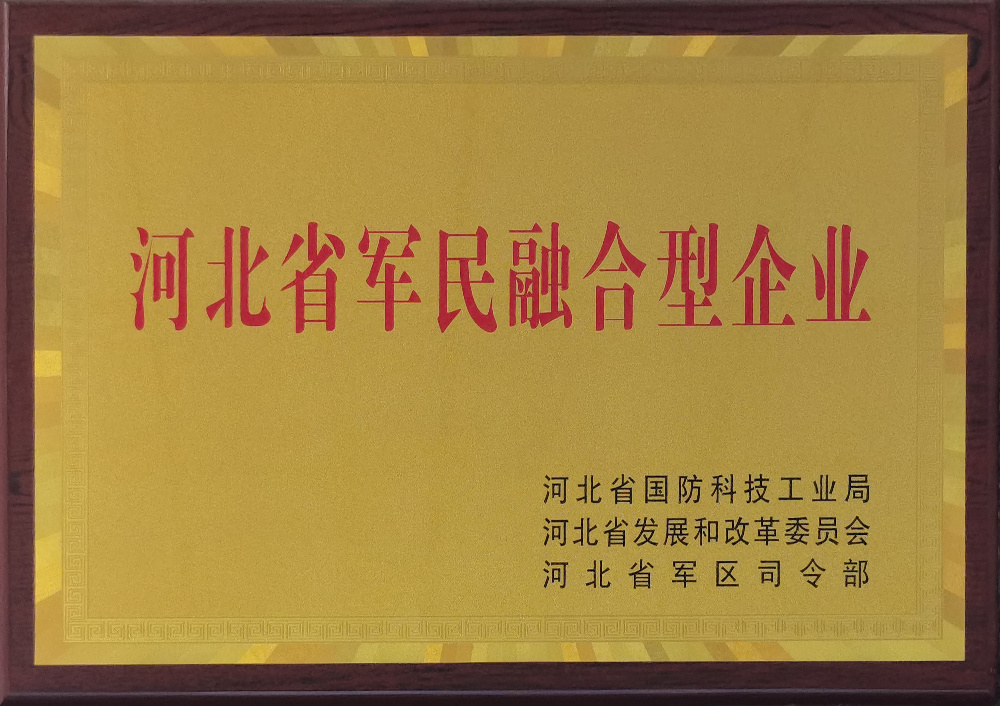 河北省军民融合型企业
河北省国防科技工业局
河北省发展和改革委员会
河北省军区司令部